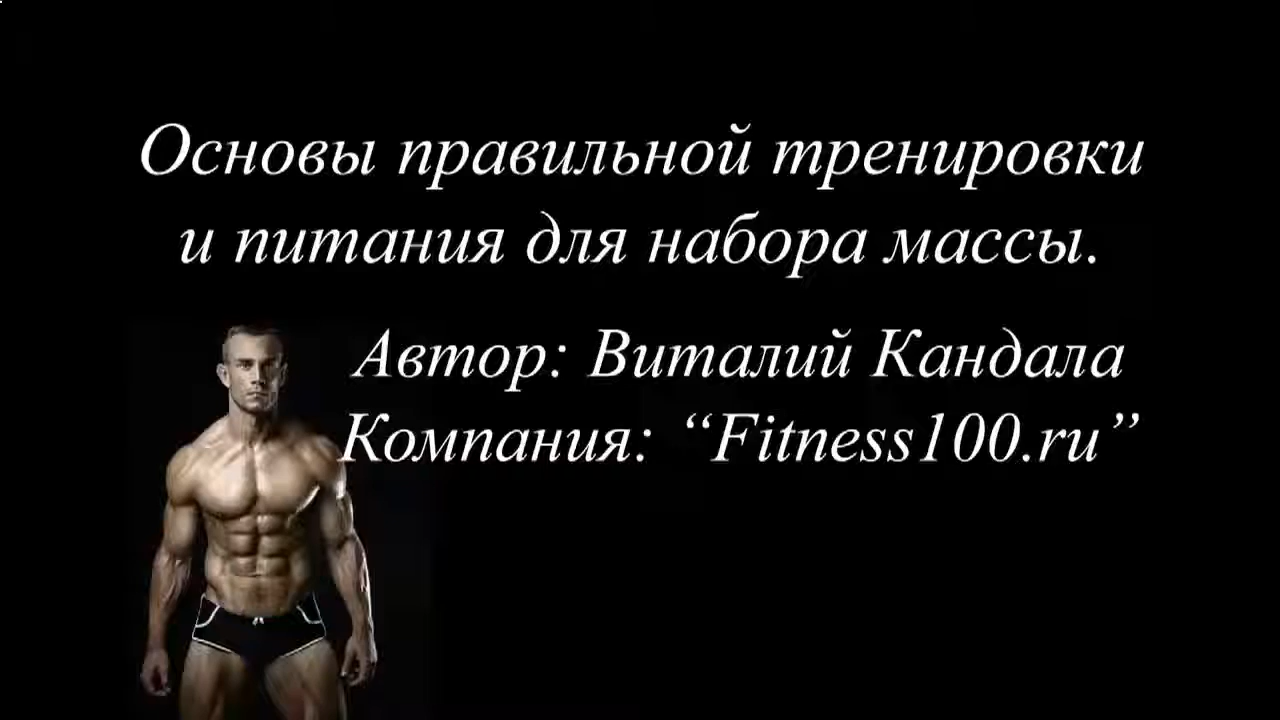 Основы правильной тренировки
и питания для набора массы.
Автор: Виталий Кандала
Компания: “Fitness100.ru”